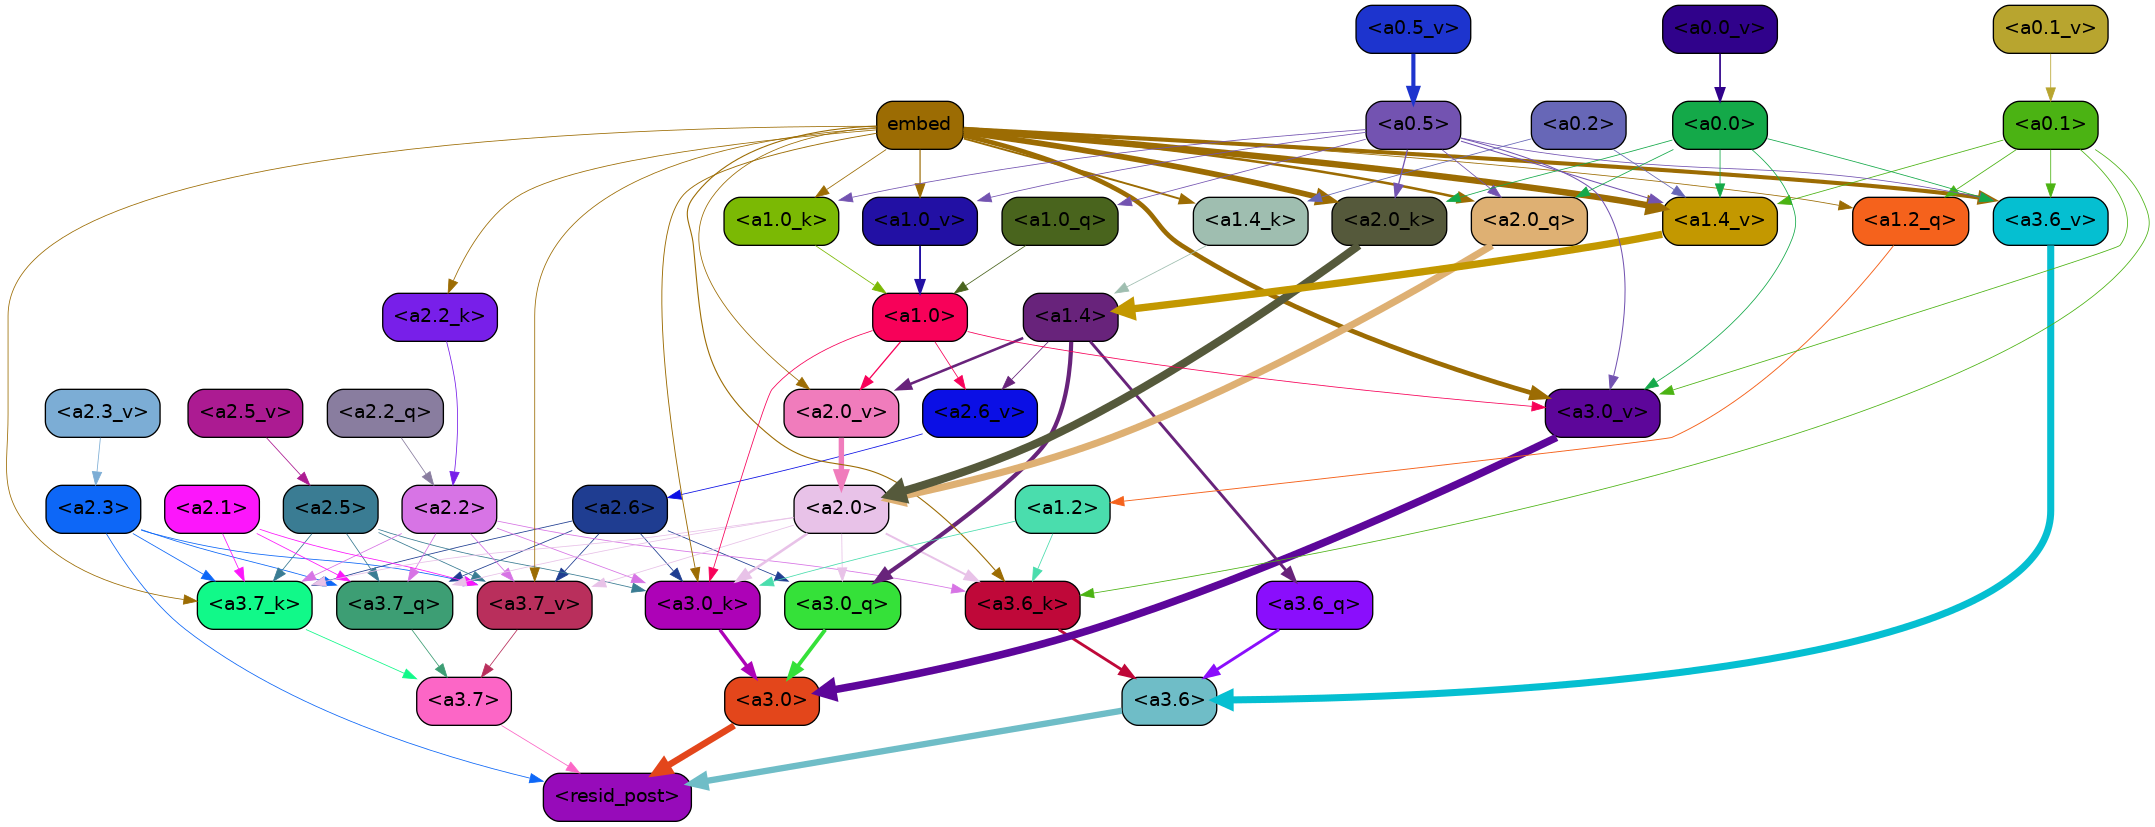 <a0.5_v>
<a0.0_v>
<a0.1_v>
embed
<a0.5>
<a0.2>
<a0.0>
<a0.1>
<a1.0_k>
<a1.0_v>
<a1.0_q>
<a1.4_k>
<a2.0_k>
<a2.0_q>
<a1.4_v>
<a1.2_q>
<a3.6_v>
<a2.2_k>
<a1.0>
<a1.4>
<a2.3_v>
<a2.5_v>
<a2.2_q>
<a2.0_v>
<a2.6_v>
<a3.0_v>
<a2.3>
<a2.1>
<a2.5>
<a2.2>
<a2.6>
<a2.0>
<a1.2>
<a3.7_k>
<a3.7_q>
<a3.7_v>
<a3.0_k>
<a3.0_q>
<a3.6_k>
<a3.6_q>
<a3.7>
<a3.0>
<a3.6>
<resid_post>